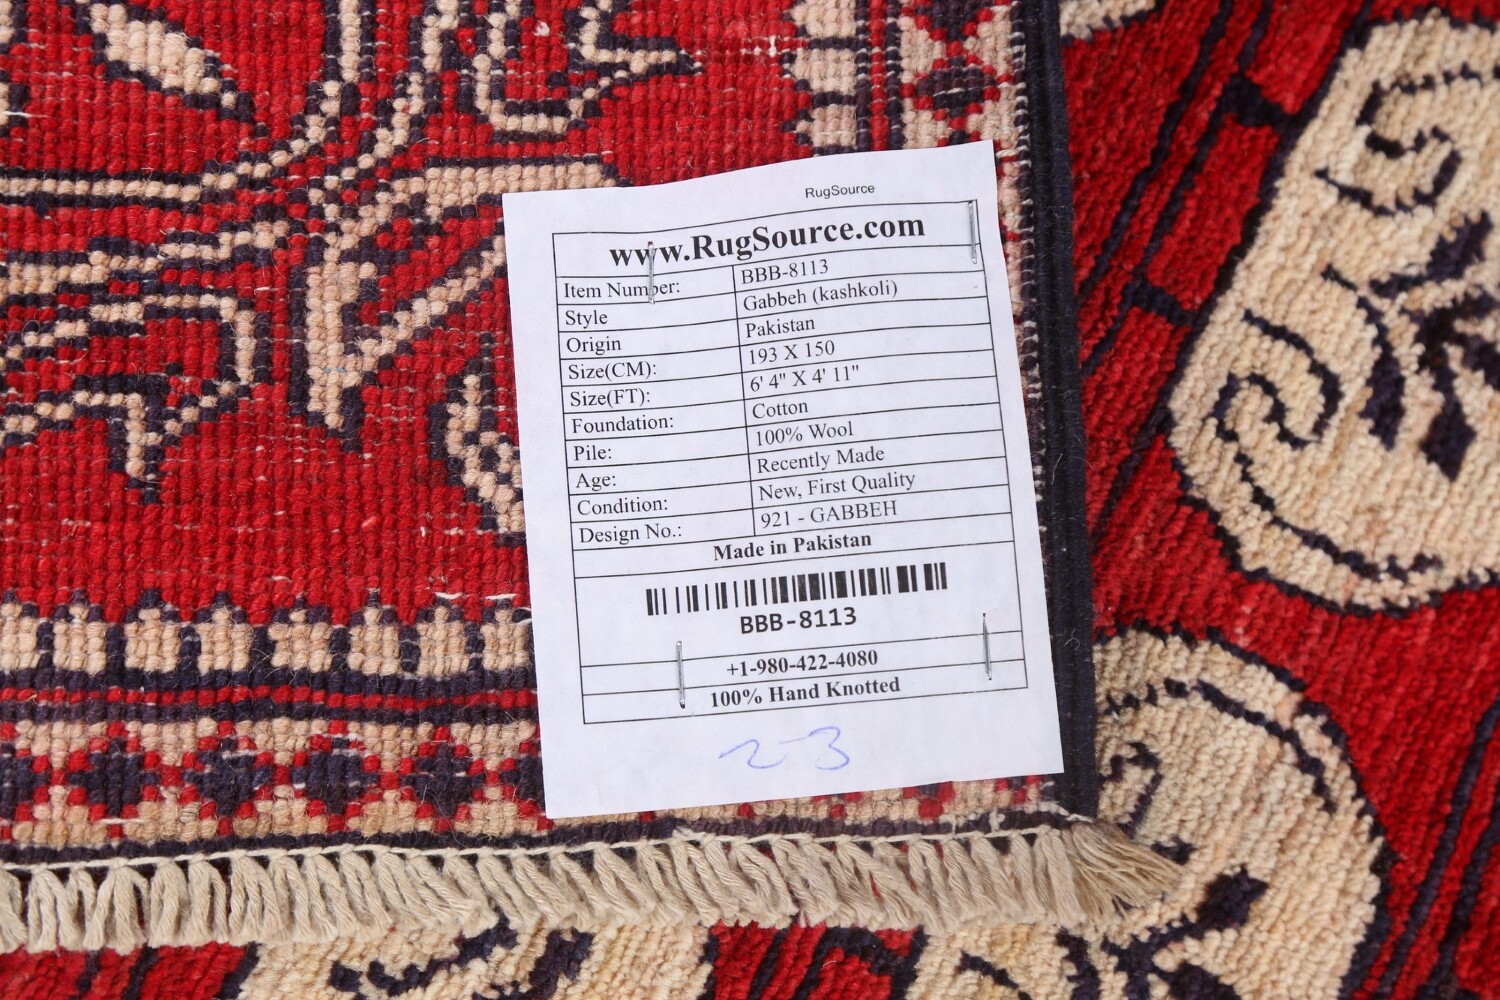 RugSource
www.RugSource.com
Item Number: BBB-8113
Style Gabbeh (kashkoli)
Origin Pakistan
Size(CM): 193 X 150
Size(FT): 6' 4" X 4' 11"
Foundation: Cotton
Pile: 100% Wool
Age: Recently Made
Condition: New, First Quality
Design No.: 921 - GABBEH
Made in Pakistan
BBB-8113
+1-980-422-4080
100% Hand Knotted
23